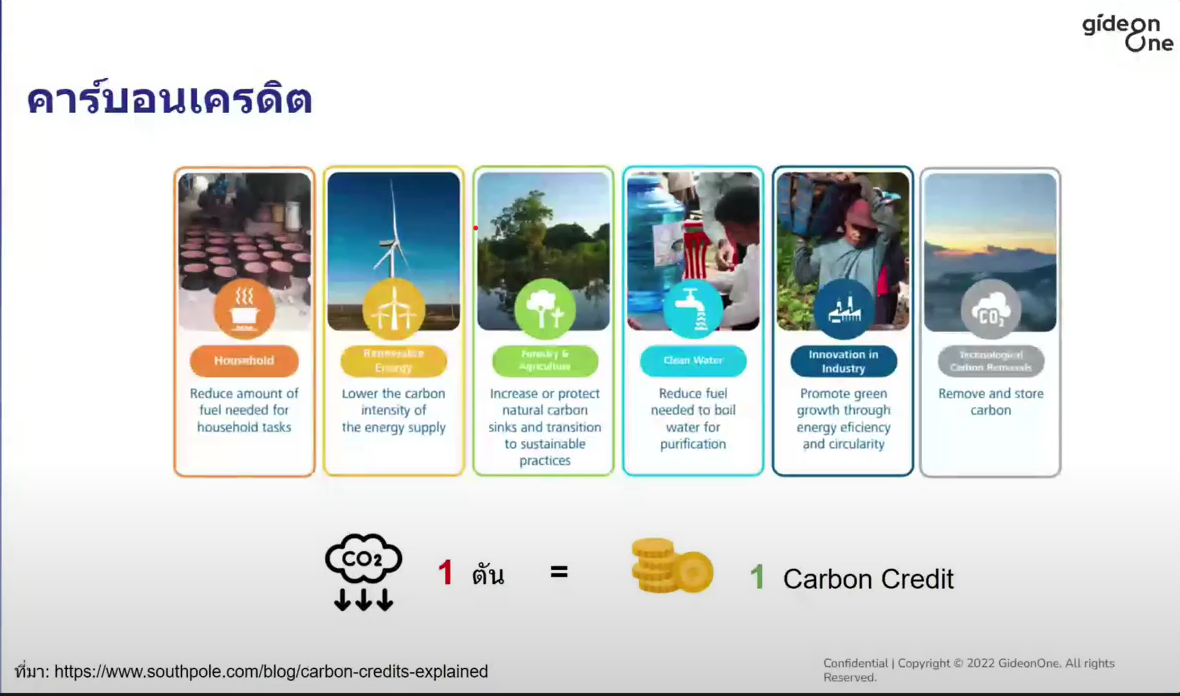 gideon
One
คาร์บอนเครดิต
Household
Reduce amount of
fuel needed for
household tasks
Renewable
Energy
Lower the carbon
intensity of
the energy supply
Forestry &
Agriculture
Increase or protect
natural carbon
sinks and transition
to sustainable
practices
Clean Water
Reduce fuel
needed to boil
water for
purification
Innovation in
Industry
Promote green
growth through
energy eficiency
and circularity
CO2
Technological
Carbon Removals
Remove and store
carbon
CO2
1 ตัน = 1 Carbon Credit
ที่มา: https://www.southpole.com/blog/carbon-credits-explained
Confidential | Copyright © 2022 GideonOne. All rights
Reserved.